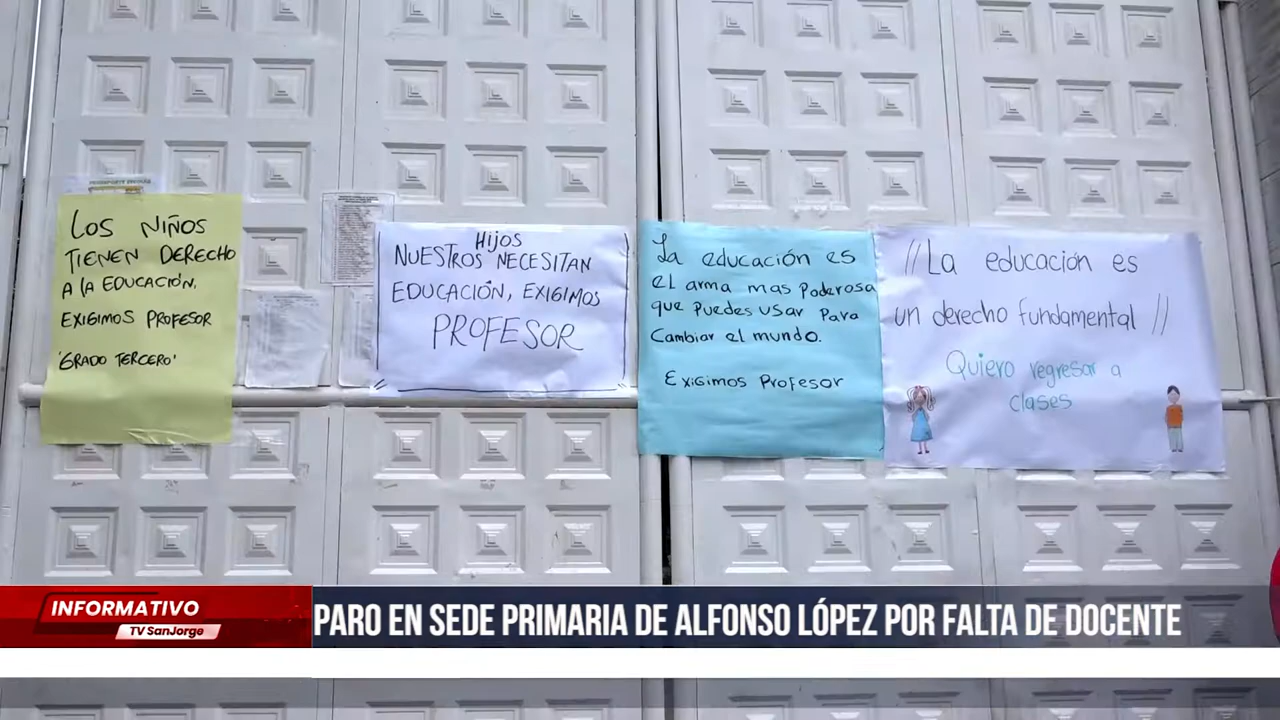 LOS NIÑOS
TIENEN DERECHO
A la EDUCACIÓN,
EXIGIMOS PROFESOR
'GRADO TERCERO'
Hijos
NUESTROS NECESITAN
EDUCACIÓN, EXIGIMOS
PROFESOR
La educación es
el arma mas Poderosa
que Puedes usar Para
Cambiar el mundo.
Exigimos Profesor
//La educación es
un derecho fundamental //
Quiero regresar a
clases
INFORMATIVO
TV SanJorge
PARO EN SEDE PRIMARIA DE ALFONSO LÓPEZ POR FALTA DE DOCENTE